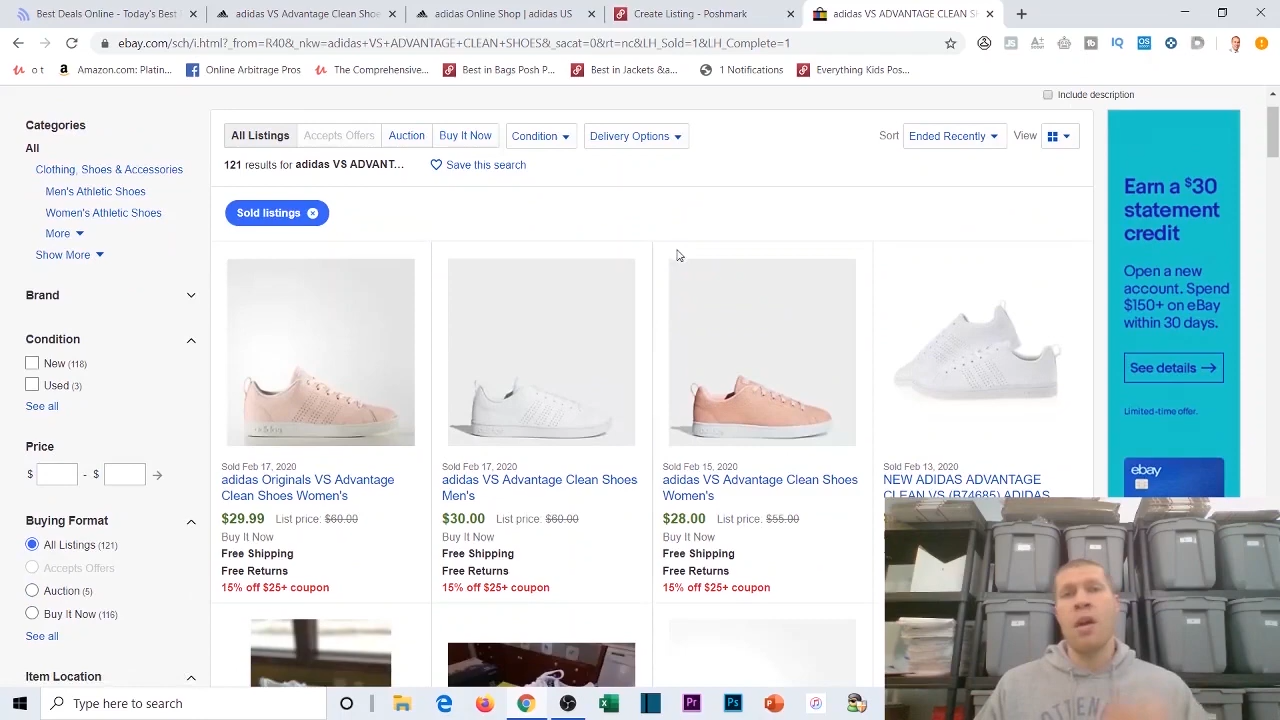 Best Deals Online - Today's Best
adidas VS Advantage Clean Shoe
adidas Online Shop | adidas US
Create Listing - Poshmark
adidas VS ADVANTAGE CLEAN S
ebay.com/sch/i.html?_from=R40&_nkw=adidas+VS+ADVANTAGE+CLEAN+SHOES&_sacat=0&rt=nc&LH_Sold=1&LH_Complete=1
o t
Amazon.com: Platin...
Online Arbitrage Pros
The Comprehensive...
Best in Bags Posh P...
Best in Jackets &a...
1 Notifications
Everything Kids Pos...
Include description
Categories
All
Clothing, Shoes & Accessories
Men's Athletic Shoes
Women's Athletic Shoes
More
Show More
Brand
Condition
New (118)
Used (3)
See all
Price
$ - $
Buying Format
All Listings (121)
Accepts Offers
Auction (5)
Buy It Now (116)
See all
Item Location
All Listings
Accepts Offers
Auction
Buy It Now
Condition
Delivery Options
Sort
Ended Recently
View
121 results for adidas VS ADVANT...
Save this search
Sold listings
Sold Feb 17, 2020
adidas Originals VS Advantage
Clean Shoes Women's
$29.99 List price: $60.00
Buy It Now
Free Shipping
Free Returns
15% off $25+ coupon
Sold Feb 17, 2020
adidas VS Advantage Clean Shoes
Men's
$30.00 List price: $60.00
Buy It Now
Free Shipping
Free Returns
15% off $25+ coupon
Sold Feb 15, 2020
adidas VS Advantage Clean Shoes
Women's
$28.00 List price: $55.00
Buy It Now
Free Shipping
Free Returns
15% off $25+ coupon
Sold Feb 13, 2020
NEW ADIDAS ADVANTAGE
CLEAN VS (B74685) ADIDAS
Earn a $30
statement
credit
Open a new
account. Spend
$150+ on eBay
within 30 days.
See details
Limited-time offer.
ebay
Type here to search